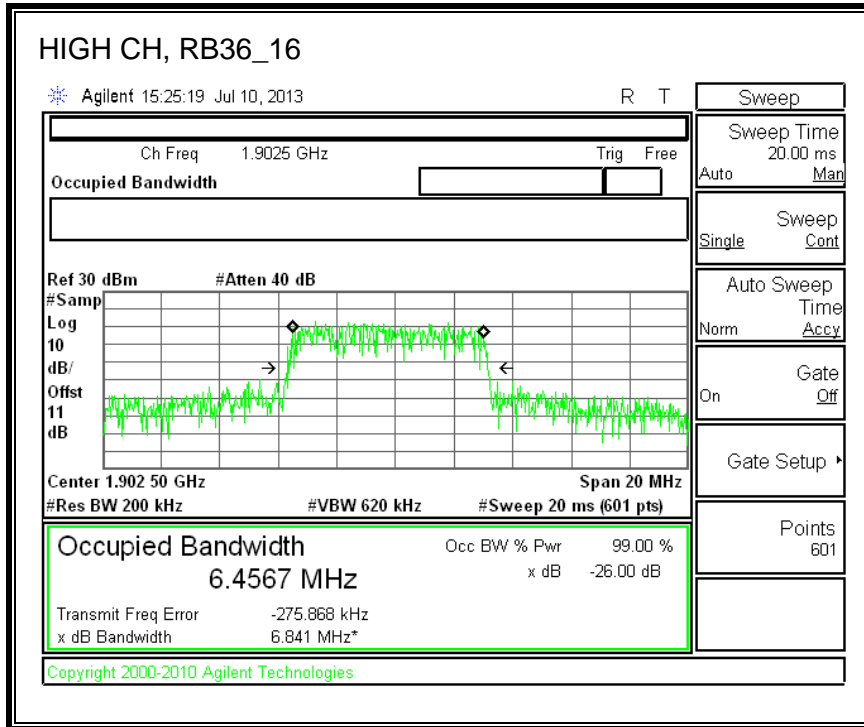 HIGH CH, RB36_16
Agilent 15:25:19 Jul 10, 2013 R T
Sweep
Sweep Time
20.00 ms
Auto Man
Ch Freq 1.9025 GHz Trig Free
Occupied Bandwidth
Sweep
Single Cont
Ref 30 dBm #Atten 40 dB
#Samp
Log
10
dB/
Offst
11
dB
Auto Sweep
Time
Norm Accy
Gate
On Off
Gate Setup
Center 1.902 50 GHz Span 20 MHz
#Res BW 200 kHz #VBW 620 kHz #Sweep 20 ms (601 pts)
Points
601
Occupied Bandwidth Occ BW % Pwr 99.00 %
6.4567 MHz x dB -26.00 dB
Transmit Freq Error -275.868 kHz
x dB Bandwidth 6.841 MHz*
Copyright 2000-2010 Agilent Technologies